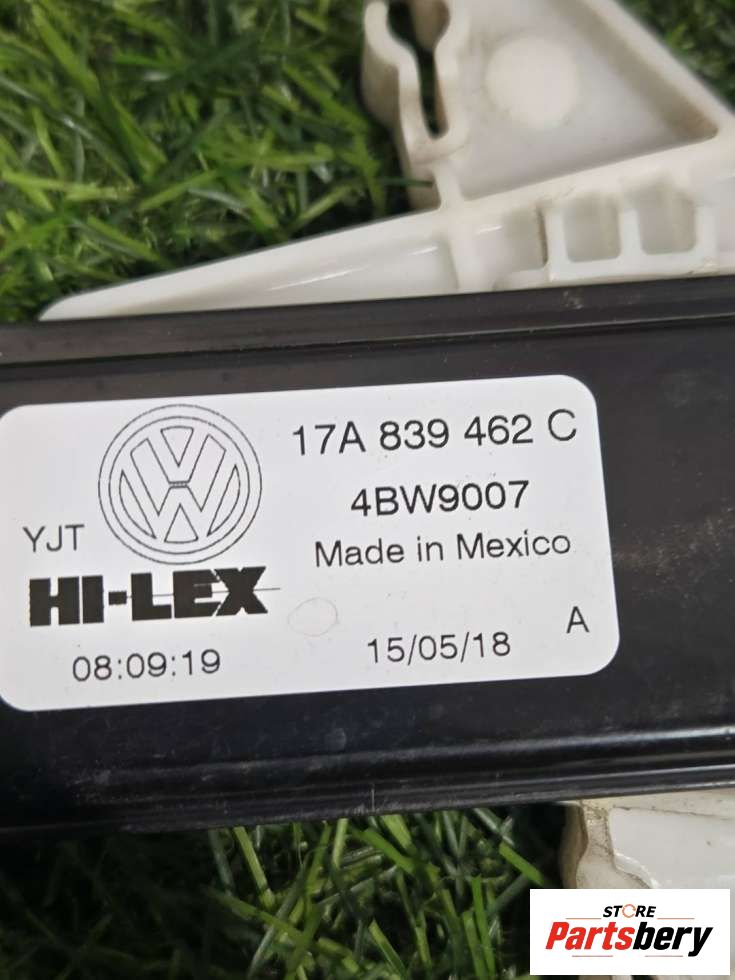 17A 839 462 C
4BW9007
Made in Mexico
YJT
HI-LEX
08:09:19
15/05/18
A
STORE
Partsbery